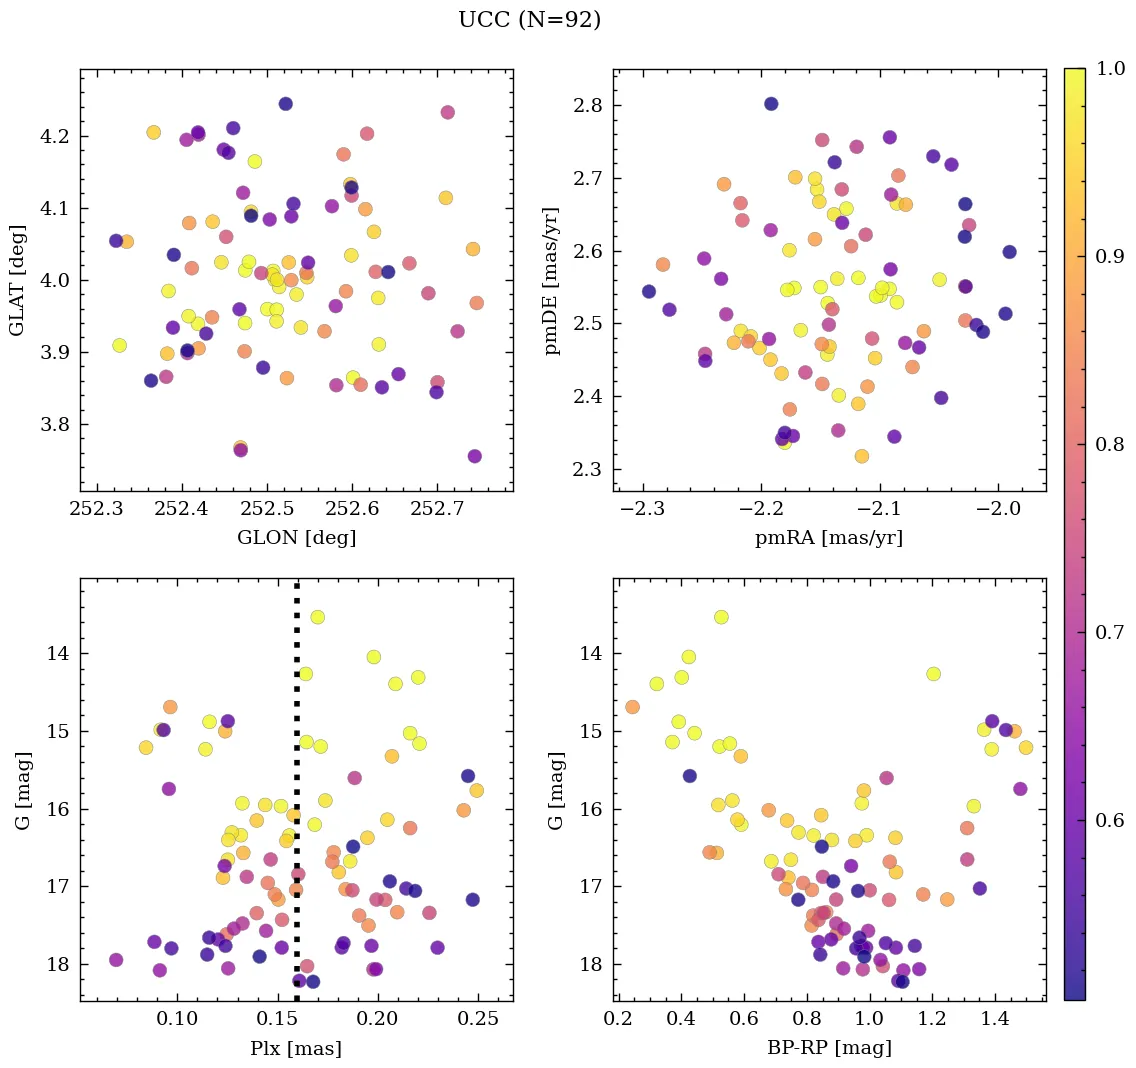 UCC (N=92)
4.2
4.1
4.0
3.9
3.8
GLAT [deg]
252.3 252.4 252.5 252.6 252.7
GLON [deg]
2.8
2.7
2.6
2.5
2.4
2.3
pmDE [mas/yr]
−2.3 −2.2 −2.1 −2.0
pmRA [mas/yr]
14
15
16
17
18
G [mag]
0.10 0.15 0.20 0.25
Plx [mas]
14
15
16
17
18
G [mag]
0.2 0.4 0.6 0.8 1.0 1.2 1.4
BP-RP [mag]
1.0
0.9
0.8
0.7
0.6